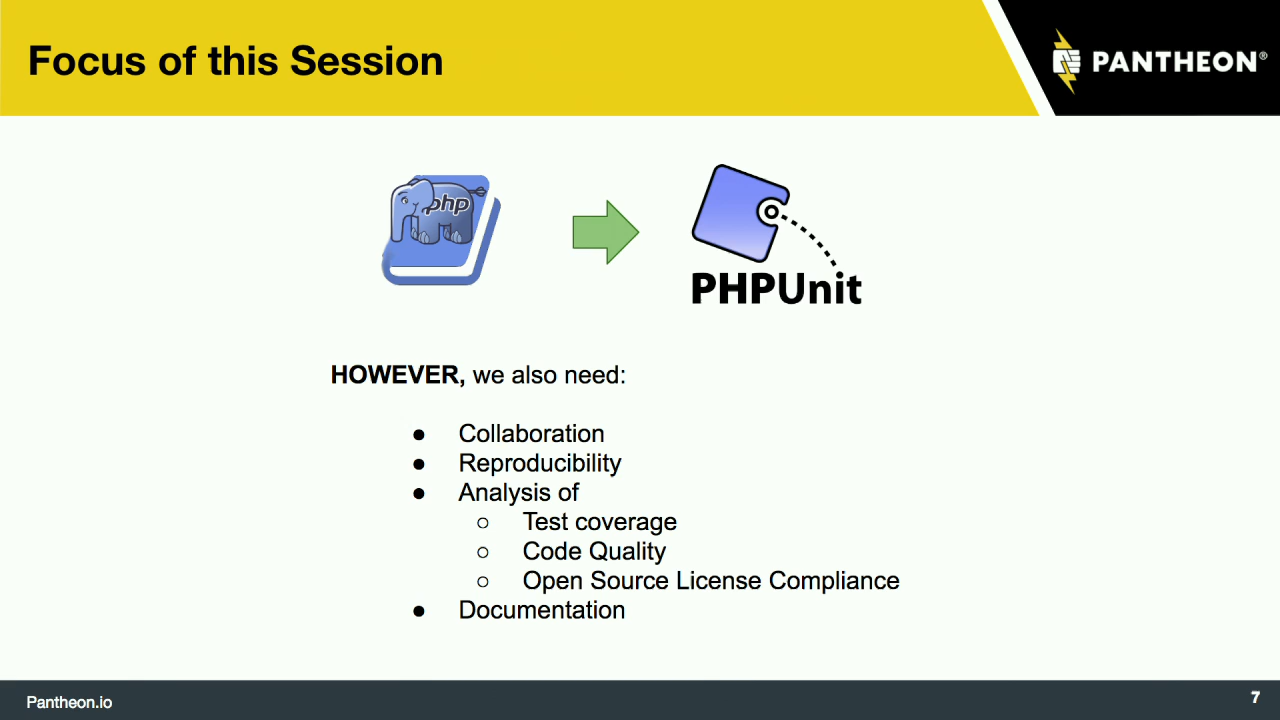 Focus of this Session
PANTHEON®
php
PHPUnit
HOWEVER, we also need:
● Collaboration
● Reproducibility
● Analysis of
○ Test coverage
○ Code Quality
○ Open Source License Compliance
● Documentation
Pantheon.io
7